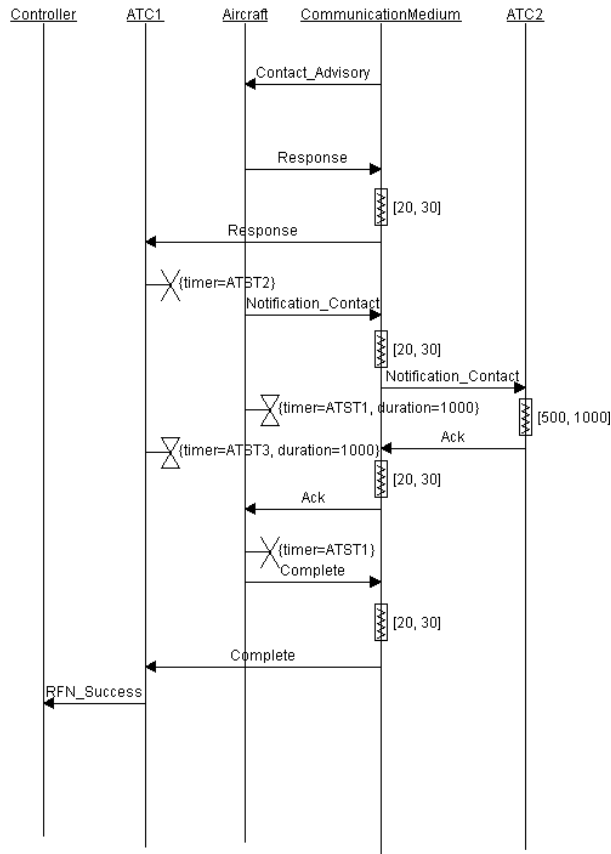 Controller ATC1 Aircraft CommunicationMedium ATC2
Contact_Advisory
Response
[20, 30]
Response
{timer=ATST2}
Notification_Contact
[20, 30]
Notification_Contact
{timer=ATST1, duration=1000}
[500, 1000]
Ack
{timer=ATST3, duration=1000}
[20, 30]
Ack
{timer=ATST1}
Complete
[20, 30]
Complete
RFN_Success